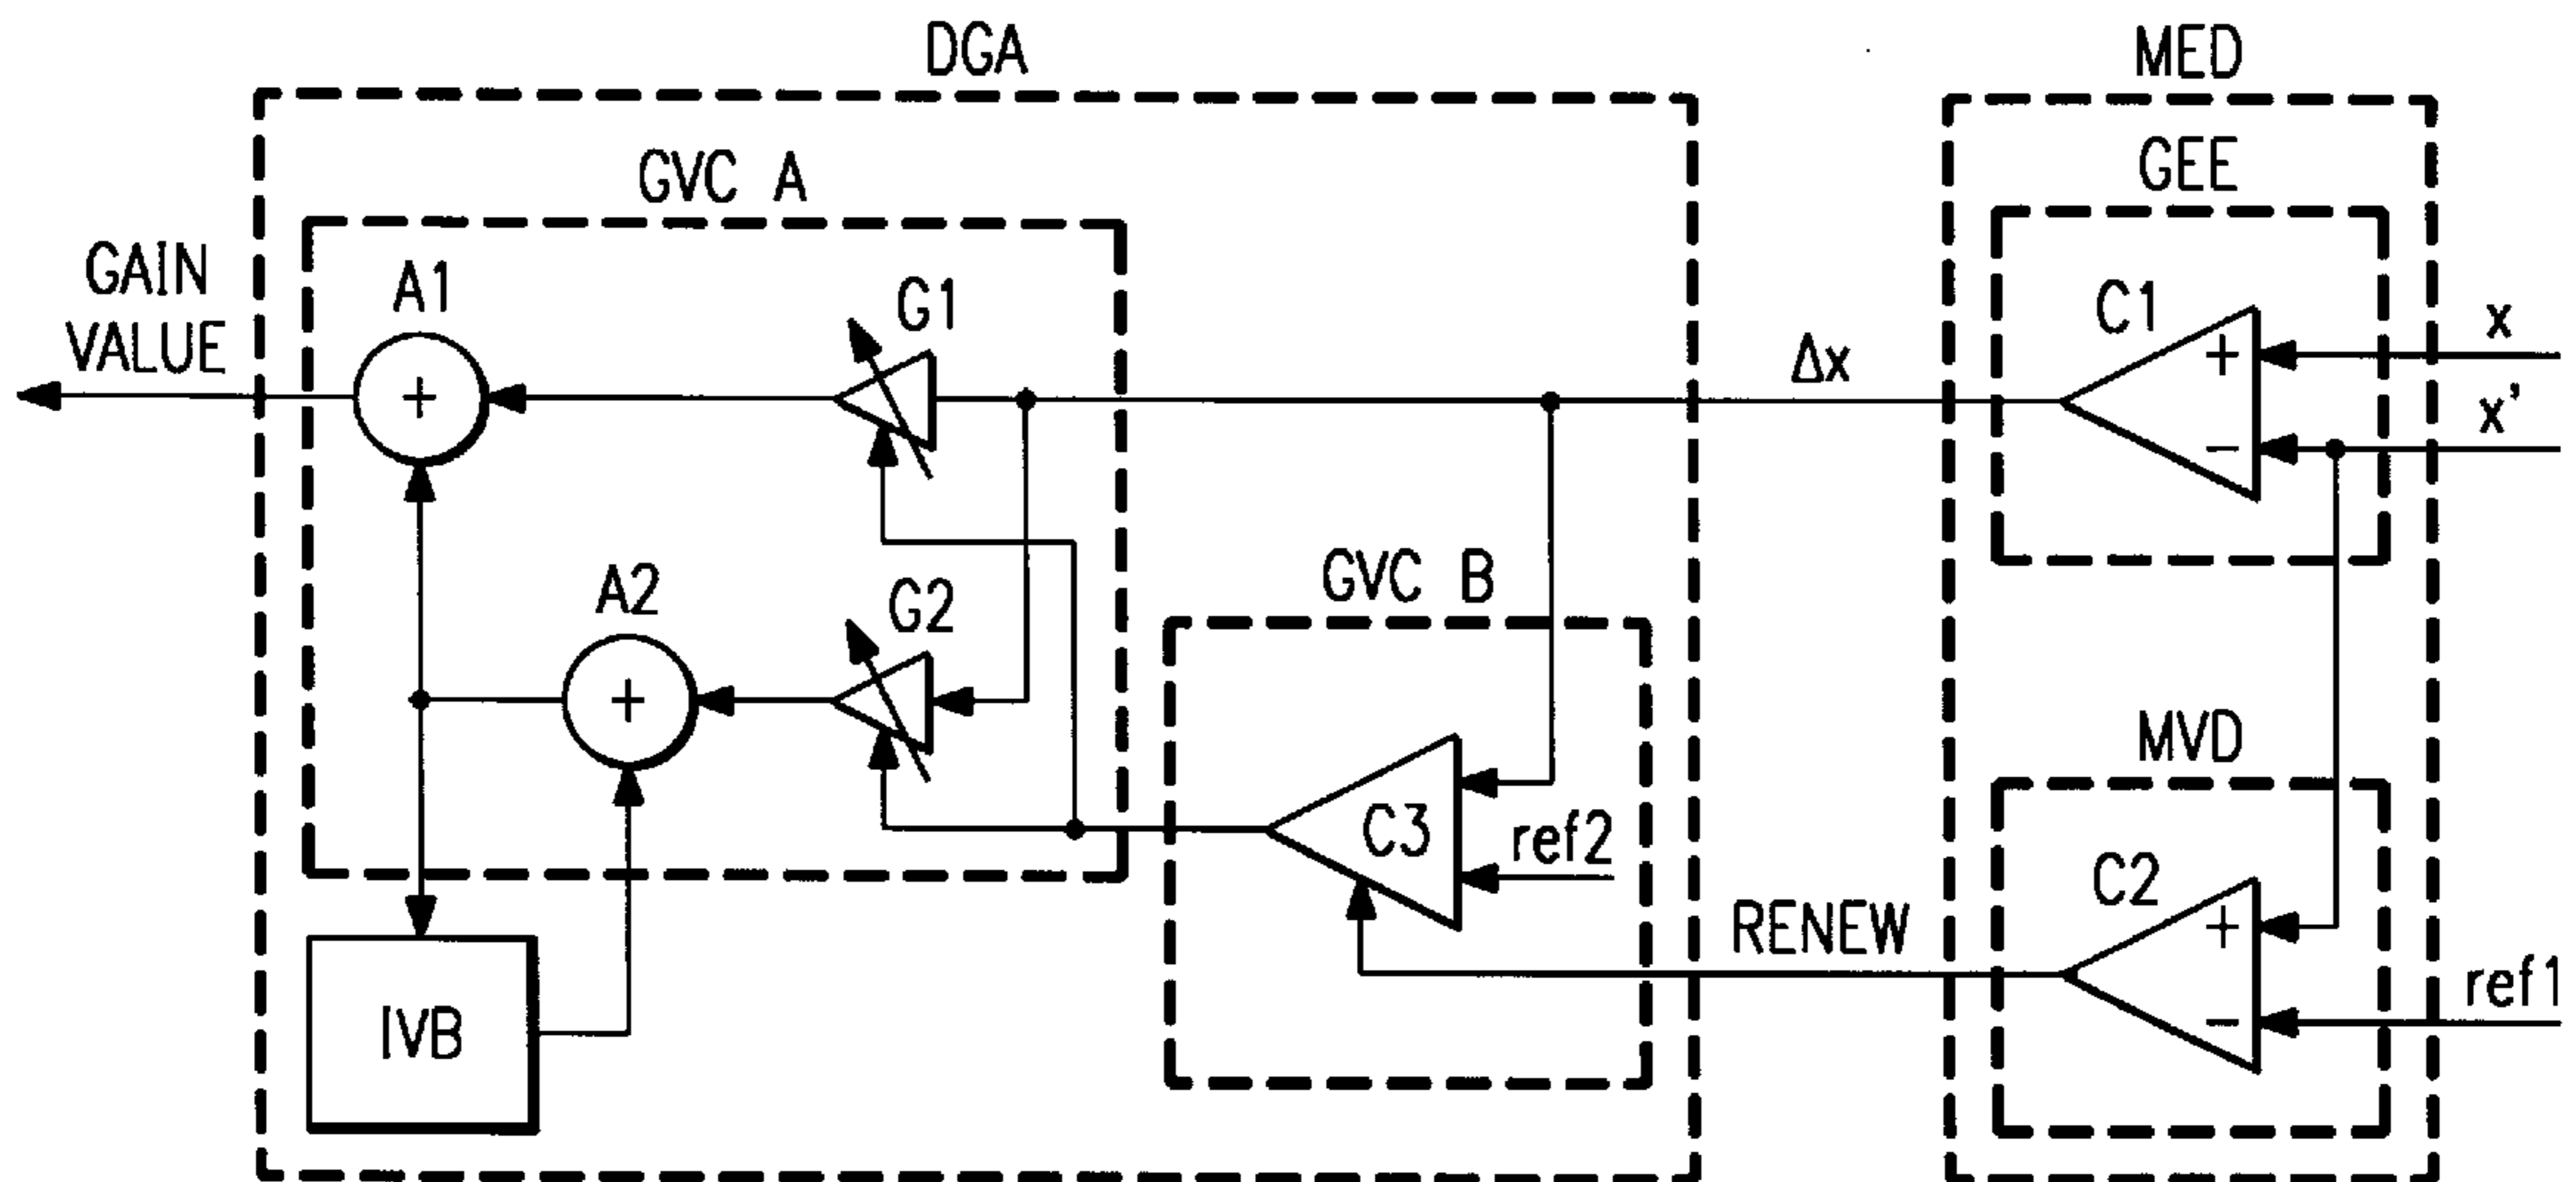 DGA
MED
GVC A
GEE
GAIN
VALUE
A1
G1
C1
+
x
Δx
+
x'
−
GVC B
A2
G2
MVD
+
C3
ref2
C2
RENEW
+
ref1
IVB
−